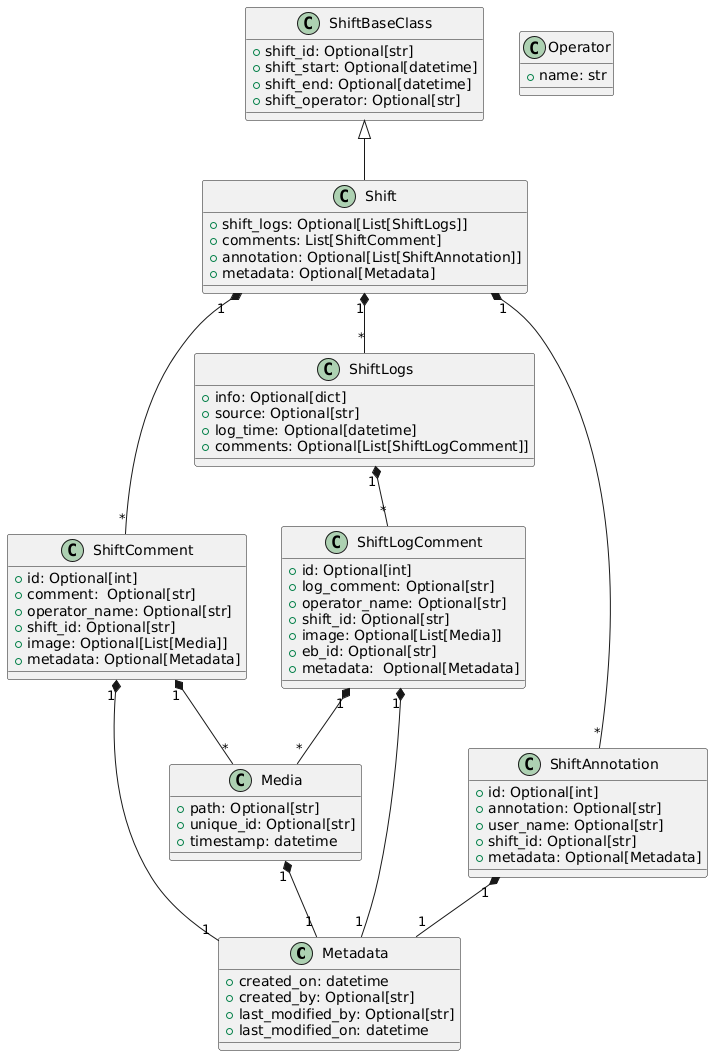 C ShiftBaseClass
shift_id: Optional[str]
shift_start: Optional[datetime]
shift_end: Optional[datetime]
shift_operator: Optional[str]
C Operator
name: str
C Shift
shift_logs: Optional[List[ShiftLogs]]
comments: List[ShiftComment]
annotation: Optional[List[ShiftAnnotation]]
metadata: Optional[Metadata]
1
1
1
*
C ShiftLogs
info: Optional[dict]
source: Optional[str]
log_time: Optional[datetime]
comments: Optional[List[ShiftLogComment]]
1
*
*
C ShiftComment
id: Optional[int]
comment:  Optional[str]
operator_name: Optional[str]
shift_id: Optional[str]
image: Optional[List[Media]]
metadata: Optional[Metadata]
C ShiftLogComment
id: Optional[int]
log_comment: Optional[str]
operator_name: Optional[str]
shift_id: Optional[str]
image: Optional[List[Media]]
eb_id: Optional[str]
metadata:  Optional[Metadata]
1
1
1
1
*
*
*
C Media
path: Optional[str]
unique_id: Optional[str]
timestamp: datetime
C ShiftAnnotation
id: Optional[int]
annotation: Optional[str]
user_name: Optional[str]
shift_id: Optional[str]
metadata: Optional[Metadata]
1
1
1
1
1
1
C Metadata
created_on: datetime
created_by: Optional[str]
last_modified_by: Optional[str]
last_modified_on: datetime